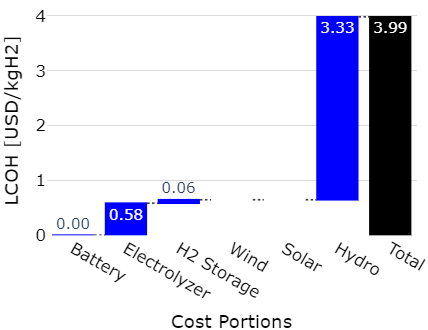 LCOH [USD/kgH2]
4
3
2
1
0
0.00
0.58
0.06
3.33
3.99
Battery
Electrolyzer
H2 Storage
Wind
Solar
Hydro
Total
Cost Portions